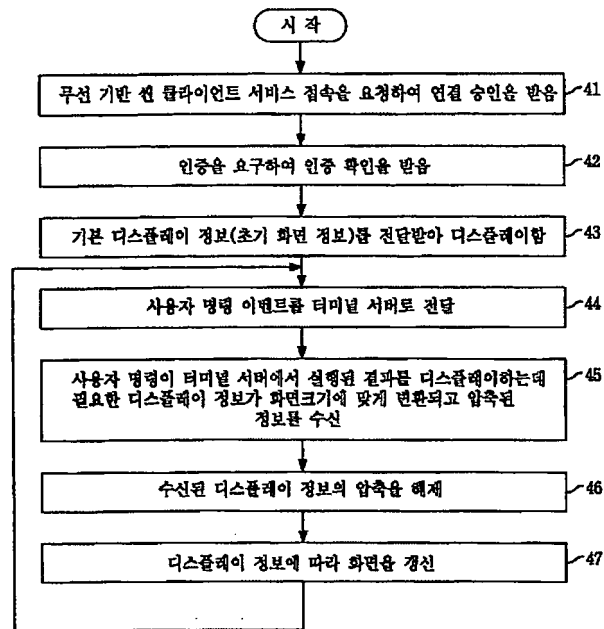 시 작
무선 기반 씬 클라이언트 서비스 접속을 요청하여 연결 승인을 받음 41
인증을 요구하여 인증 확인을 받음 42
기본 디스플레이 정보(초기 화면 정보)를 전달받아 디스플레이함 43
사용자 명령 이벤트를 터미널 서버로 전달 44
사용자 명령이 터미널 서버에서 실행된 결과를 디스플레이하는데 45
필요한 디스플레이 정보가 화면크기에 맞게 변환되고 압축된
정보를 수신
수신된 디스플레이 정보의 압축을 해제 46
디스플레이 정보에 따라 화면을 갱신 47